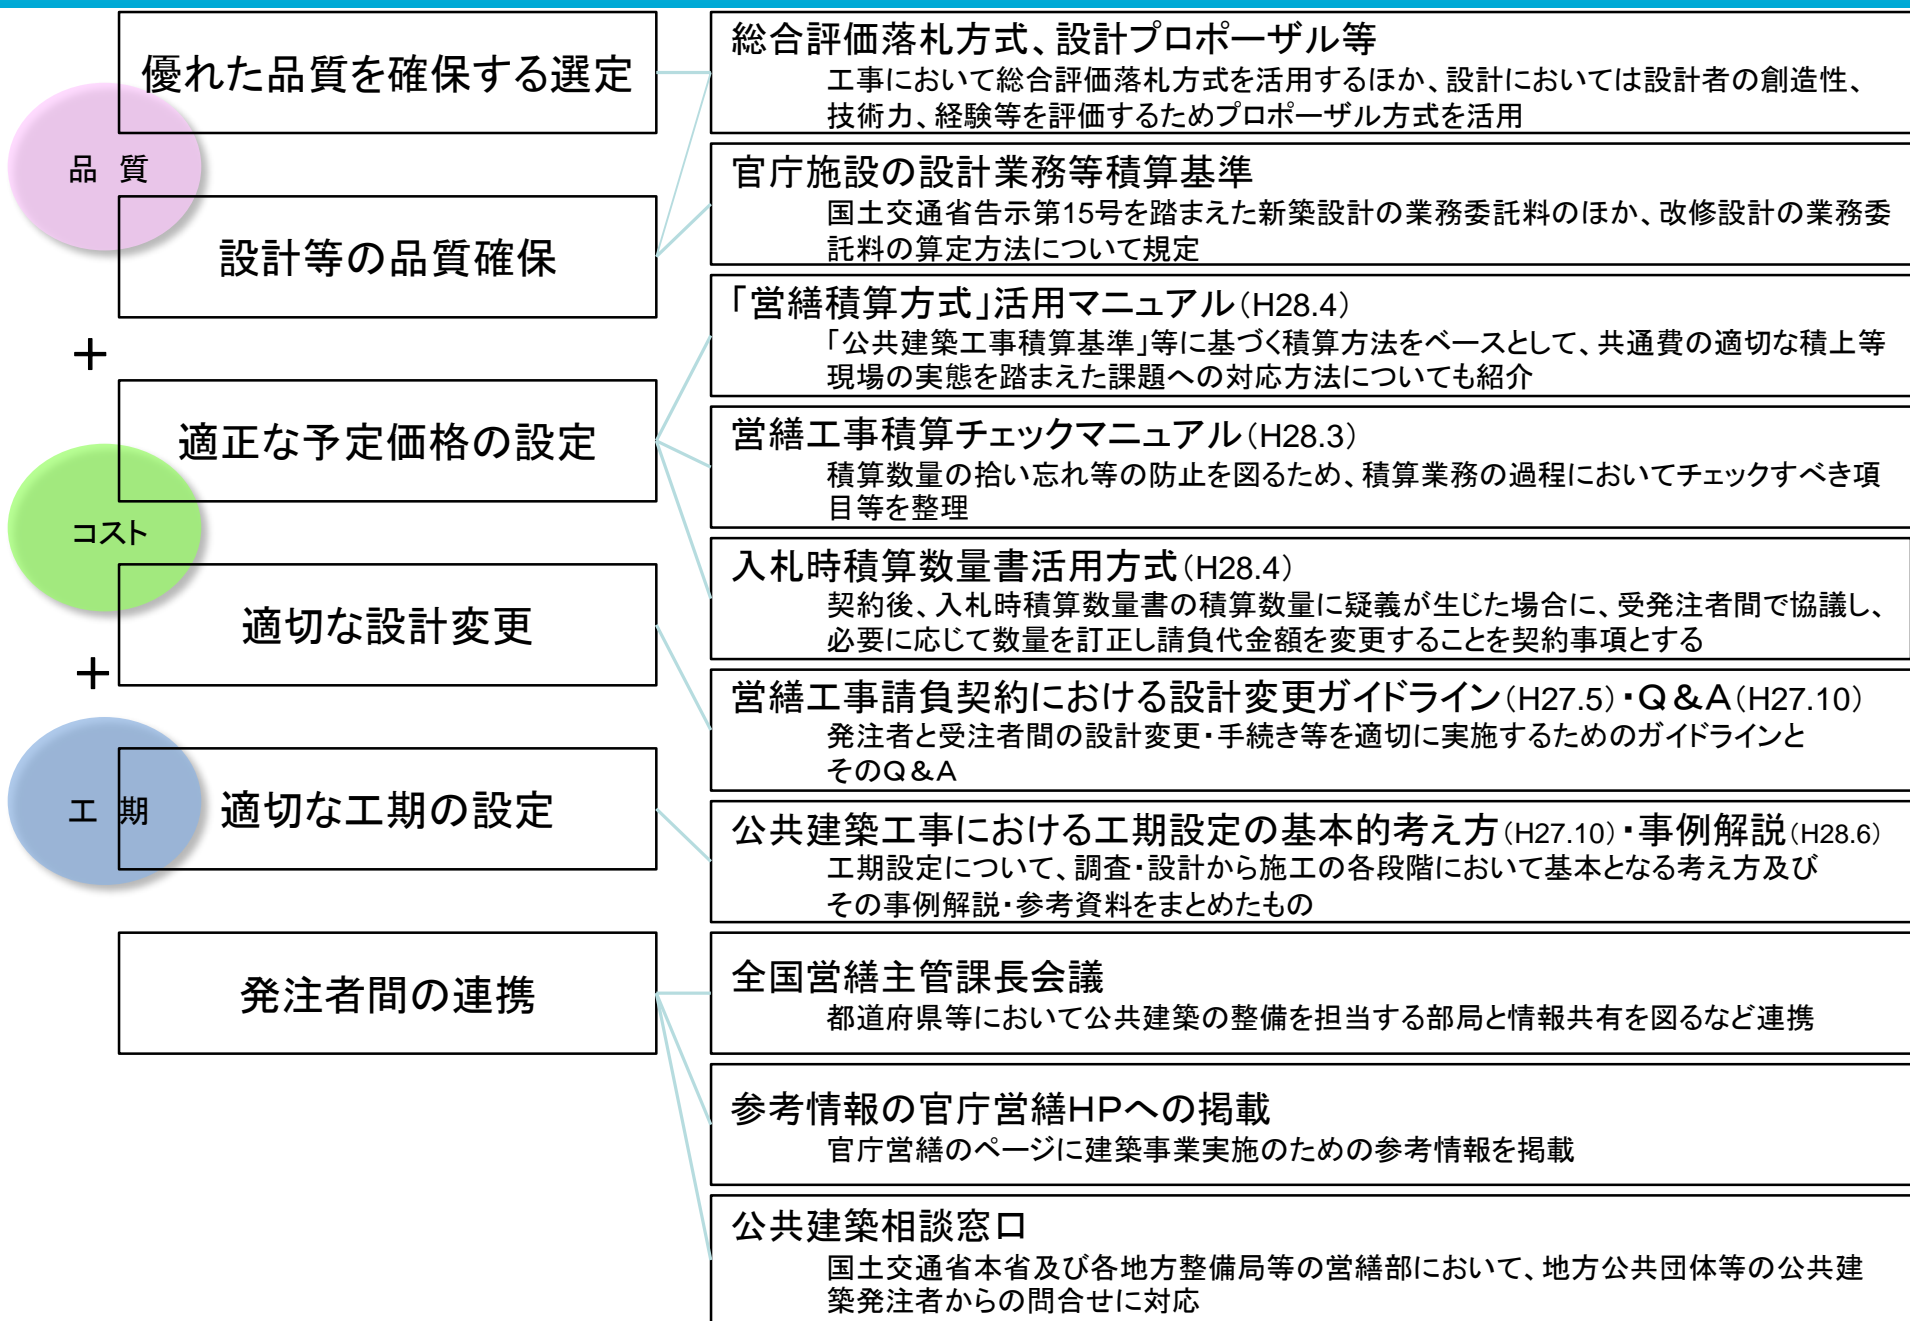 優れた品質を確保する選定
品 質
設計等の品質確保
＋
適正な予定価格の設定
コスト
適切な設計変更
＋
工 期
適切な工期の設定
発注者間の連携
総合評価落札方式、設計プロポーザル等
工事において総合評価落札方式を活用するほか、設計においては設計者の創造性、
技術力、経験等を評価するためプロポーザル方式を活用
官庁施設の設計業務等積算基準
国土交通省告示第15号を踏まえた新築設計の業務委託料のほか、改修設計の業務委
託料の算定方法について規定
「営繕積算方式」活用マニュアル（H28.4）
「公共建築工事積算基準」等に基づく積算方法をベースとして、共通費の適切な積上等
現場の実態を踏まえた課題への対応方法についても紹介
営繕工事積算チェックマニュアル（H28.3）
積算数量の拾い忘れ等の防止を図るため、積算業務の過程においてチェックすべき項
目等を整理
入札時積算数量書活用方式（H28.4）
契約後、入札時積算数量書の積算数量に疑義が生じた場合に、受発注者間で協議し、
必要に応じて数量を訂正し請負代金額を変更することを契約事項とする
営繕工事請負契約における設計変更ガイドライン（H27.5）・Ｑ＆Ａ（H27.10）
発注者と受注者間の設計変更・手続き等を適切に実施するためのガイドラインと
そのＱ＆Ａ
公共建築工事における工期設定の基本的考え方（H27.10）・事例解説（H28.6）
工期設定について、調査・設計から施工の各段階において基本となる考え方及び
その事例解説・参考資料をまとめたもの
全国営繕主管課長会議
都道府県等において公共建築の整備を担当する部局と情報共有を図るなど連携
参考情報の官庁営繕ＨＰへの掲載
官庁営繕のページに建築事業実施のための参考情報を掲載
公共建築相談窓口
国土交通省本省及び各地方整備局等の営繕部において、地方公共団体等の公共建
築発注者からの問合せに対応